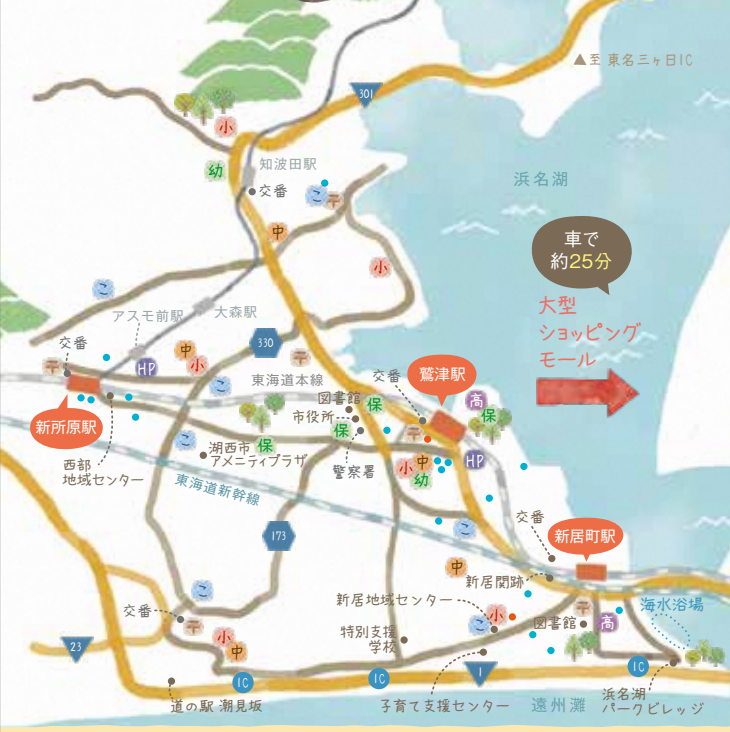 ▲至 東名三ヶ日IC
301
小
幼
知波田駅
交番
こ
〒
浜名湖
中
車で
約25分
小
こ
大型
ショッピング
モール
アスモ前駅
大森駅
交番
〒
HP
中
小
330
〒
東海道本線
こ
交番
鷲津駅
新所原駅
図書館
市役所
保
高
保
西部
地域センター
こ
湖西市
アメニティプラザ
保
保
警察署
〒
小
中
幼
HP
東海道新幹線
173
こ
交番
新居町駅
中
新居関跡
こ
交番
〒
新居地域センター
小
こ
〒
図書館
高
海水浴場
23
小
中
特別支援
学校
IC
IC
1
IC
道の駅 潮見坂
子育て支援センター
遠州灘
浜名湖
パークビレッジ